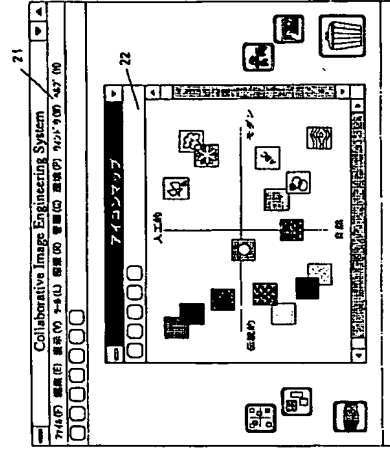 21
Collaborative Image Engineering System
ファイル(F) 編集(E) 表示(V) ツール(L) 検索(R) 管理(C) 環境(P) ウィンドウ(W) ヘルプ(H)
22
アイコンマップ
人工的
伝統的
モダン
自然